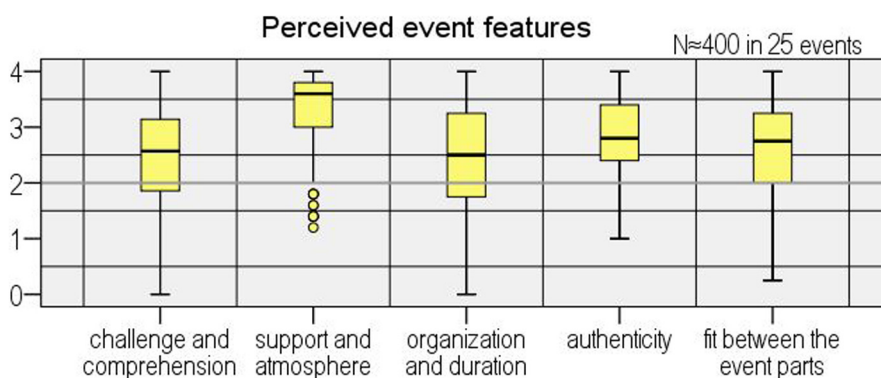 Perceived event features
N≈400 in 25 events
4
3
2
1
0
challenge and
comprehension
support and
atmosphere
organization
and duration
authenticity
fit between the
event parts